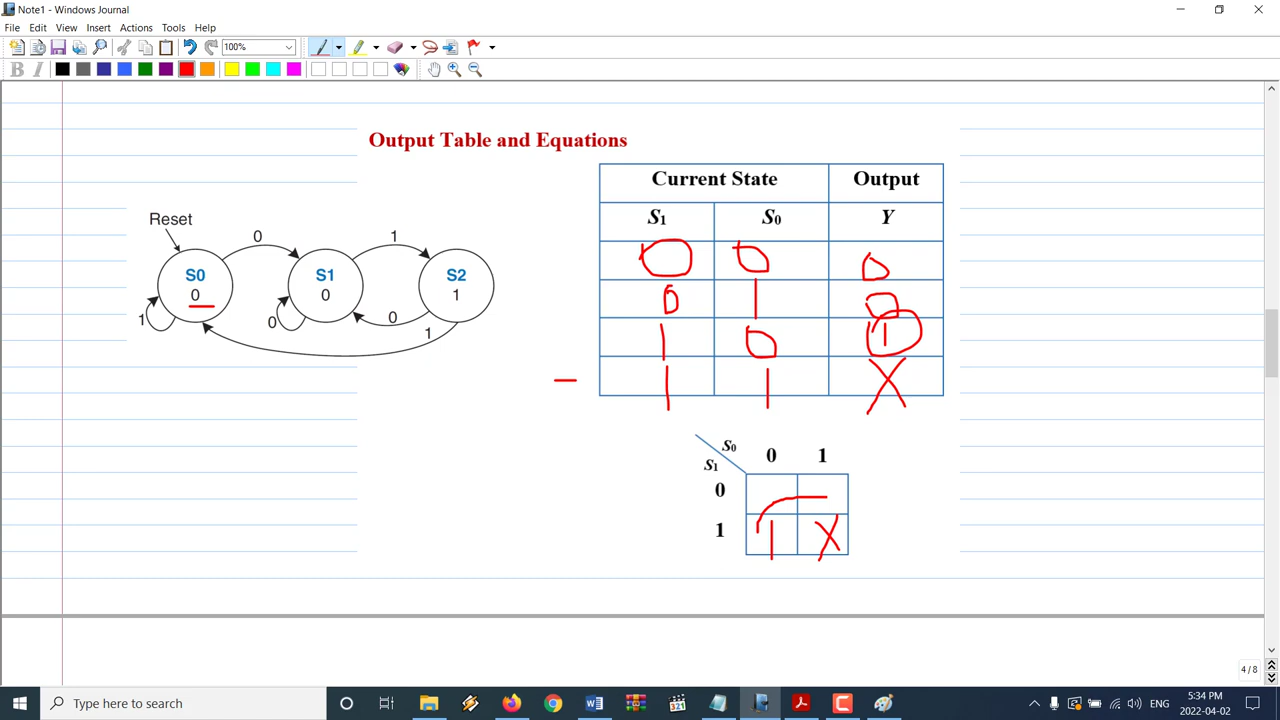 Note1 - Windows Journal
File Edit View Insert Actions Tools Help
100%
B I
Output Table and Equations
Current State Output
S1 S0 Y
0 0 0
0 1 0
1 0 1
1 1 X
Reset
0 1
S0 S1 S2
0 0 1
1 0 0 1
S0
S1
0 1
0
1 1 X
4 / 8
Type here to search
321
ENG
5:34 PM
2022-04-02